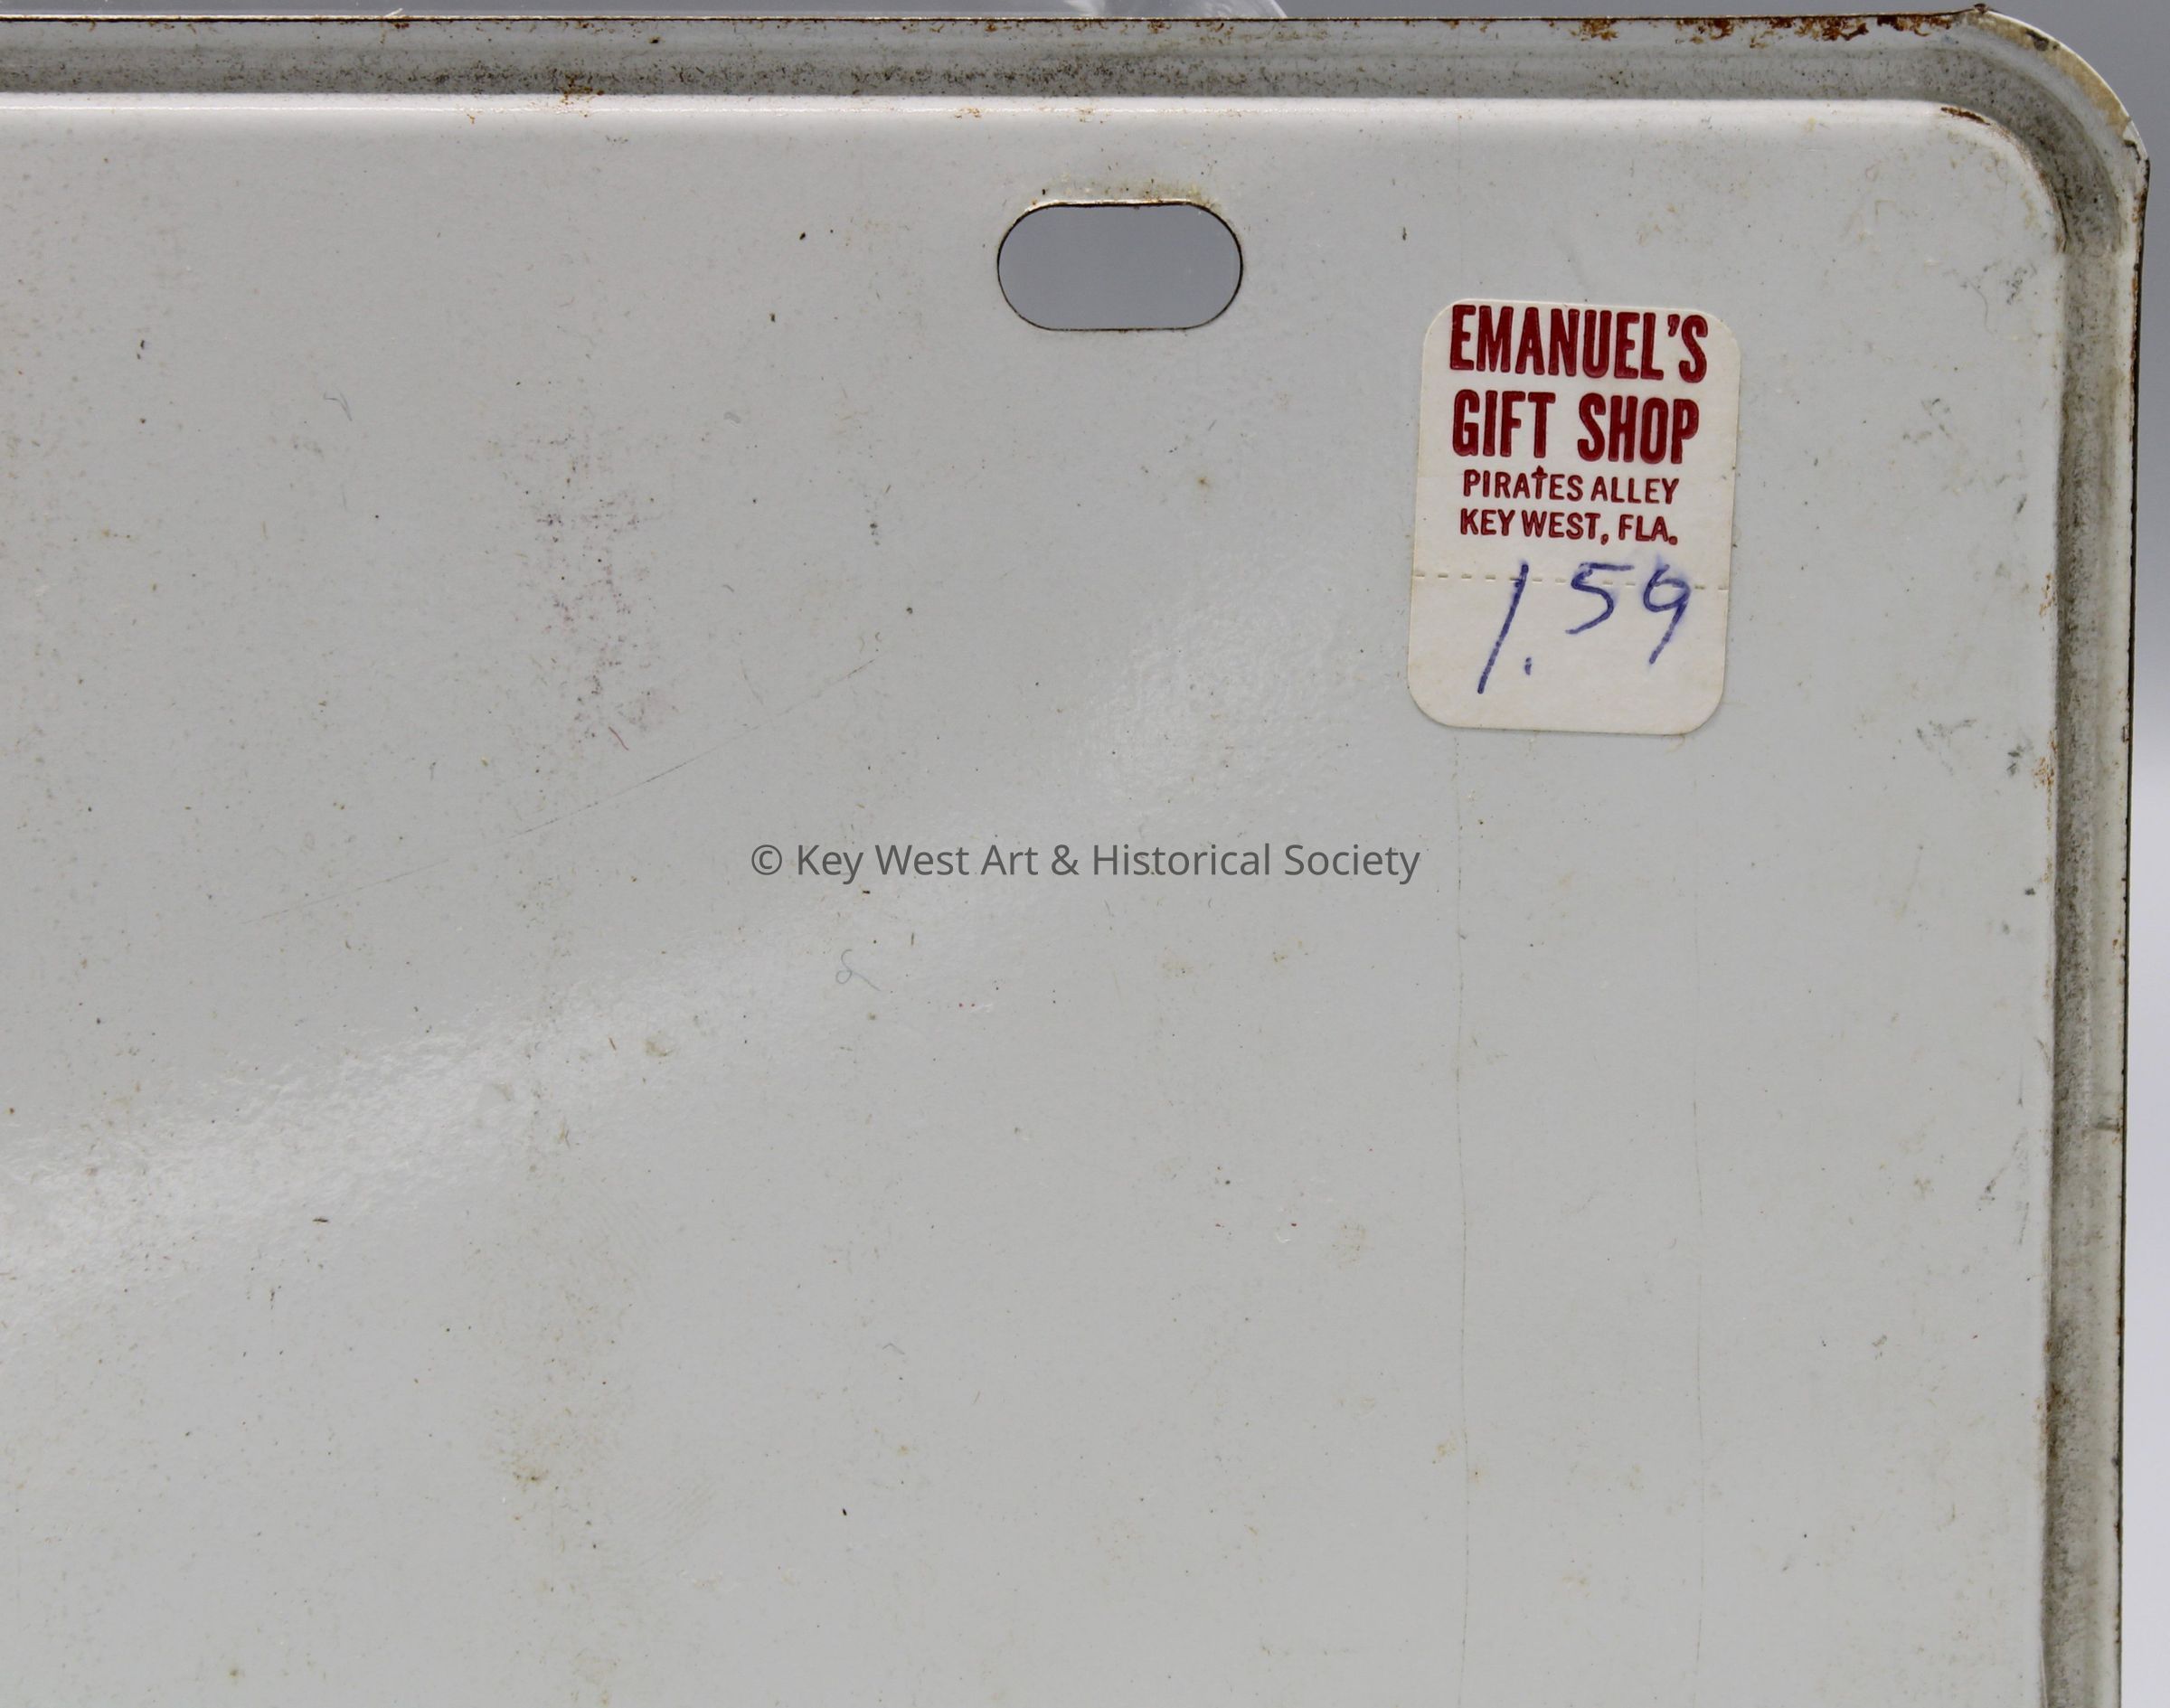 EMANUEL'S
GIFT SHOP
PIRATES ALLEY
KEY WEST, FLA.
1.59
© Key West Art & Historical Society